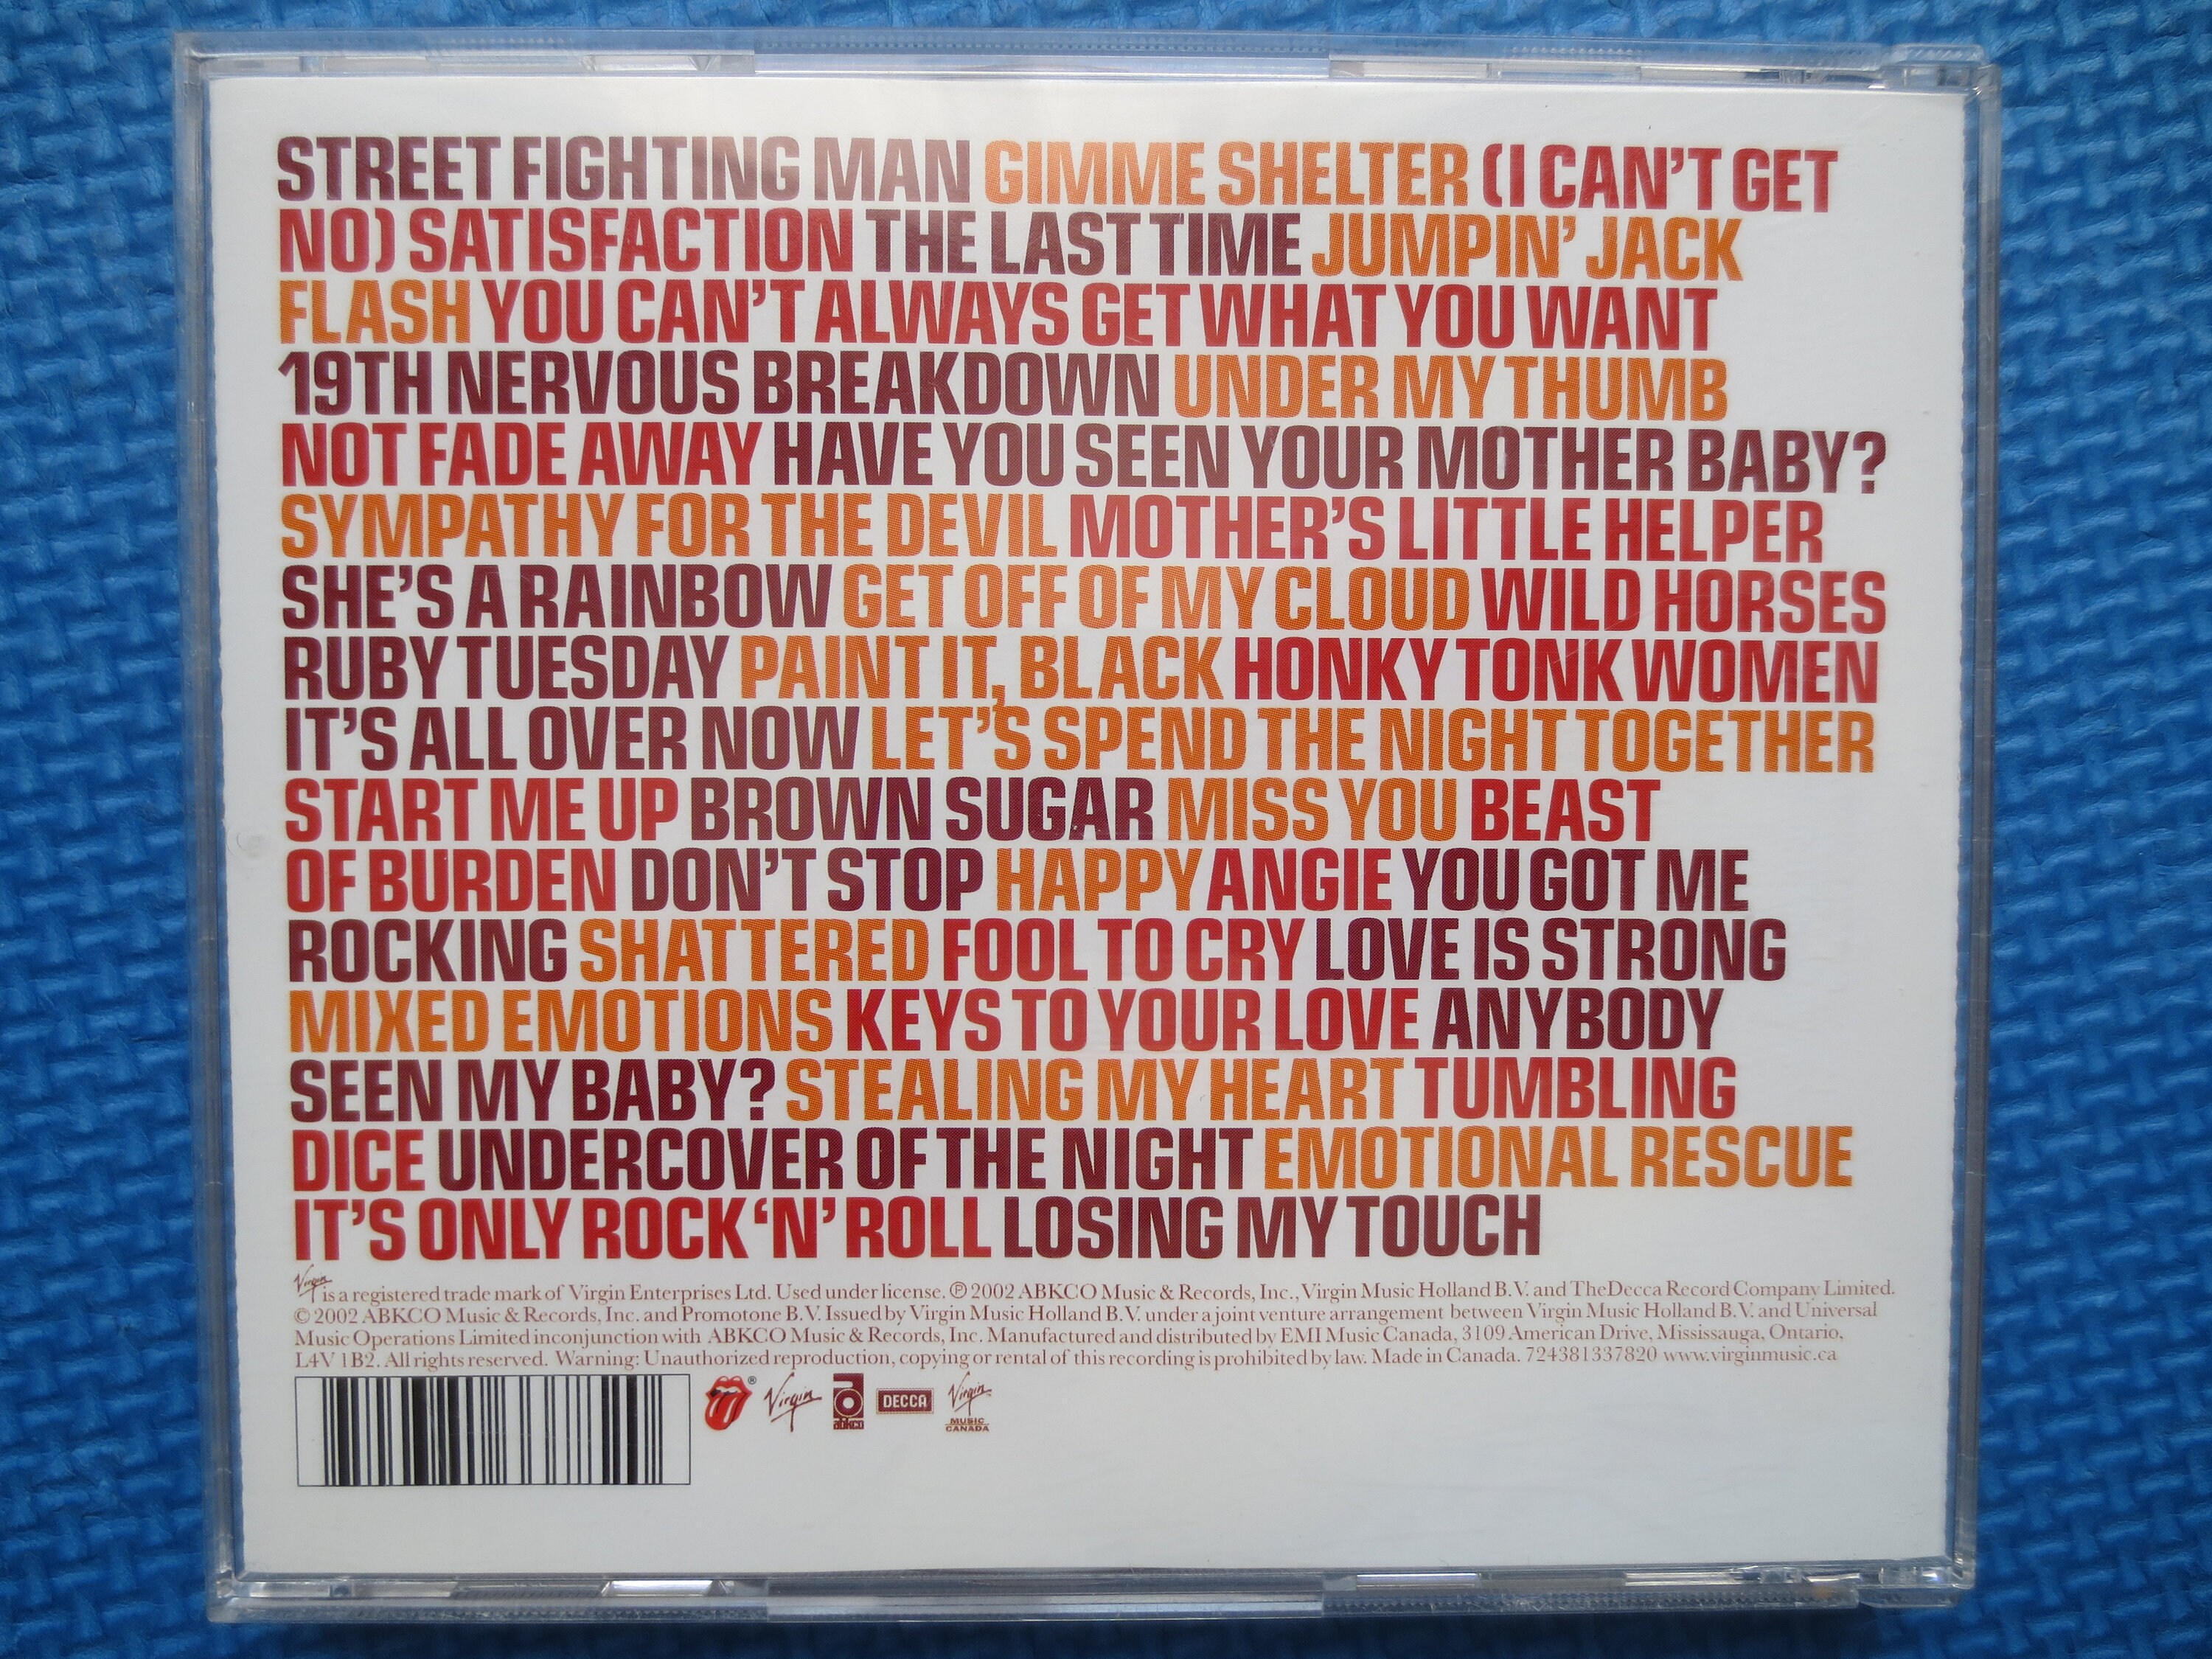 STREET FIGHTING MAN GIMME SHELTER (I CAN'T GET
NO) SATISFACTION THE LAST TIME JUMPIN' JACK
FLASH YOU CAN'T ALWAYS GET WHAT YOU WANT
19TH NERVOUS BREAKDOWN UNDER MY THUMB
NOT FADE AWAY HAVE YOU SEEN YOUR MOTHER BABY?
SYMPATHY FOR THE DEVIL MOTHER'S LITTLE HELPER
SHE'S A RAINBOW GET OFF OF MY CLOUD WILD HORSES
RUBY TUESDAY PAINT IT, BLACK HONKY TONK WOMEN
IT'S ALL OVER NOW LET'S SPEND THE NIGHT TOGETHER
START ME UP BROWN SUGAR MISS YOU BEAST
OF BURDEN DON'T STOP HAPPY ANGIE YOU GOT ME
ROCKING SHATTERED FOOL TO CRY LOVE IS STRONG
MIXED EMOTIONS KEYS TO YOUR LOVE ANYBODY
SEEN MY BABY? STEALING MY HEART TUMBLING
DICE UNDERCOVER OF THE NIGHT EMOTIONAL RESCUE
IT'S ONLY ROCK 'N' ROLL LOSING MY TOUCH
Virgin is a registered trade mark of Virgin Enterprises Ltd. Used under license. ℗ 2002 ABKCO Music & Records, Inc., Virgin Music Holland B.V. and The Decca Record Company Limited.
© 2002 ABKCO Music & Records, Inc. and Promotone B.V. Issued by Virgin Music Holland B.V. under a joint venture arrangement between Virgin Music Holland B.V. and Universal
Music Operations Limited in conjunction with ABKCO Music & Records, Inc. Manufactured and distributed by EMI Music Canada, 3109 American Drive, Mississauga, Ontario,
L4V 1B2. All rights reserved. Warning: Unauthorized reproduction, copying or rental of this recording is prohibited by law. Made in Canada. 724381337820 www.virginmusic.ca
® Virgin abkco DECCA Virgin
MUSIC
CANADA